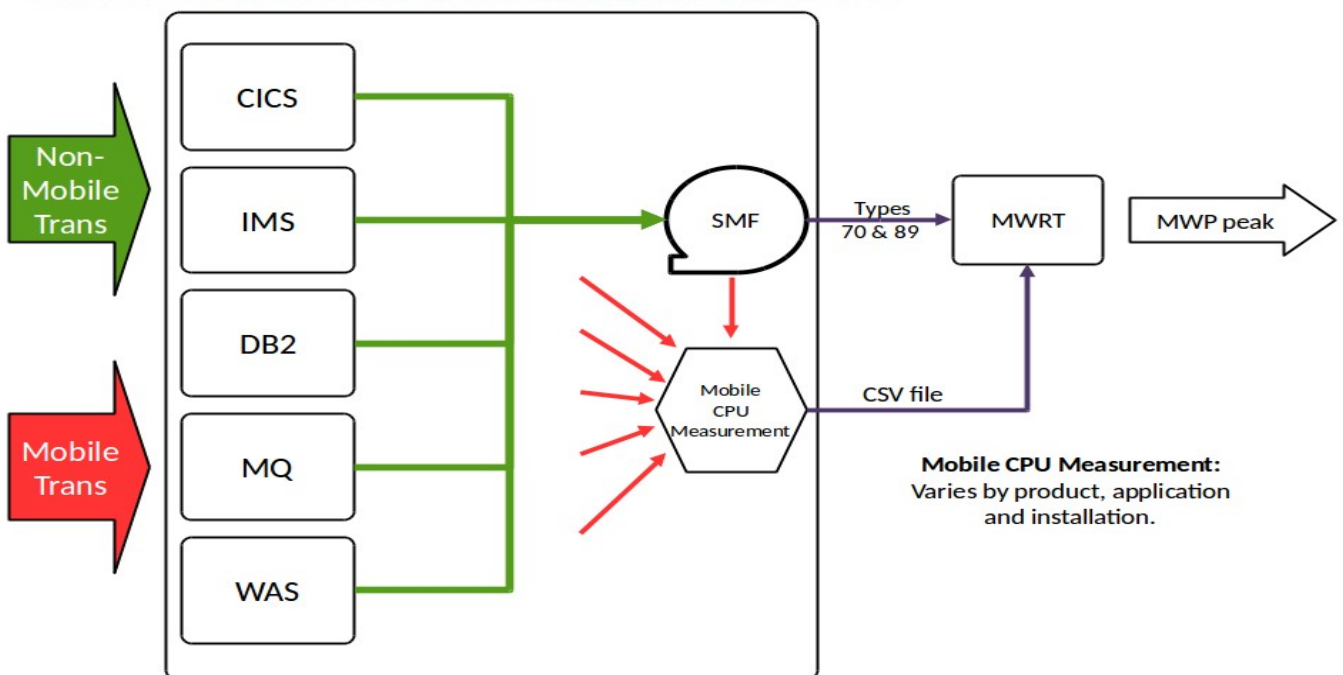 Non-
Mobile
Trans
Mobile
Trans
CICS
IMS
DB2
MQ
WAS
SMF
Types
70 & 89
MWRT
MWP peak
Mobile
CPU
Measurement
CSV file
Mobile CPU Measurement:
Varies by product, application
and installation.